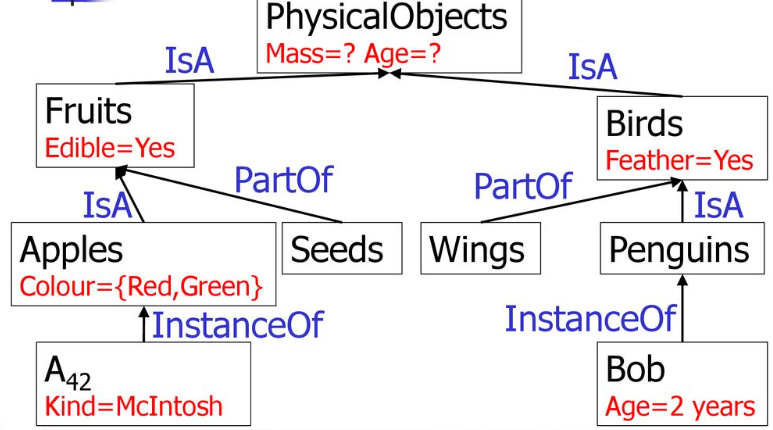 PhysicalObjects
Mass=? Age=?
IsA
IsA
Fruits
Edible=Yes
Birds
Feather=Yes
PartOf
PartOf
IsA
IsA
Apples
Colour={Red,Green}
Seeds
Wings
Penguins
InstanceOf
InstanceOf
A₄₂
Kind=McIntosh
Bob
Age=2 years